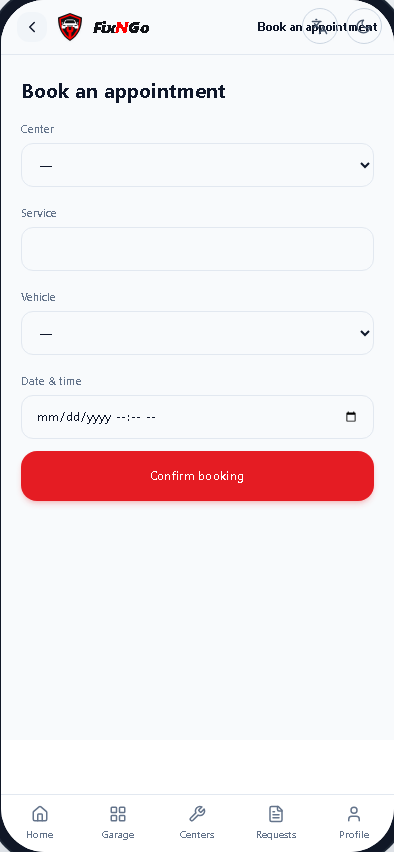 FixNGo
Book an appointment
Book an appointment
Center
—
Service
Vehicle
—
Date & time
mm/dd/yyyy --:-- --
Confirm booking
Home
Garage
Centers
Requests
Profile